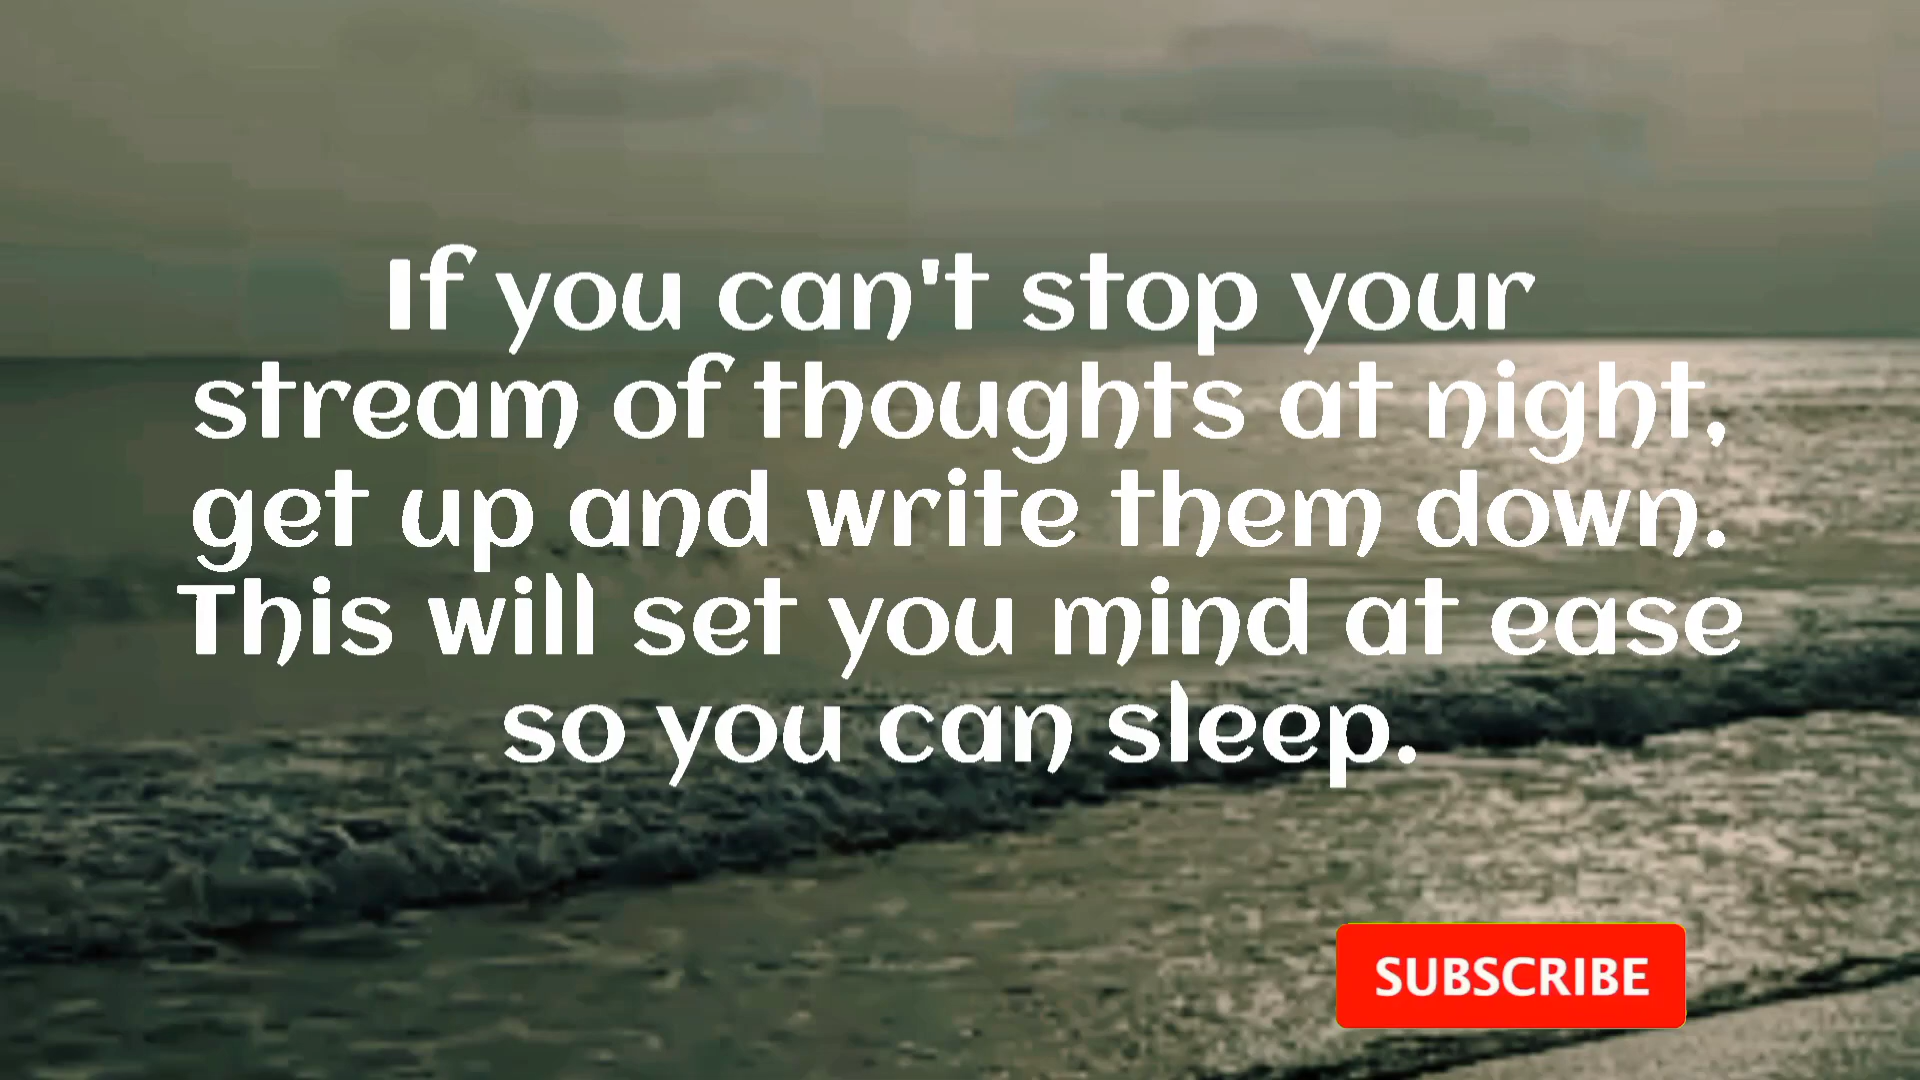 If you can't stop your
stream of thoughts at night,
get up and write them down.
This will set you mind at ease
so you can sleep.
SUBSCRIBE